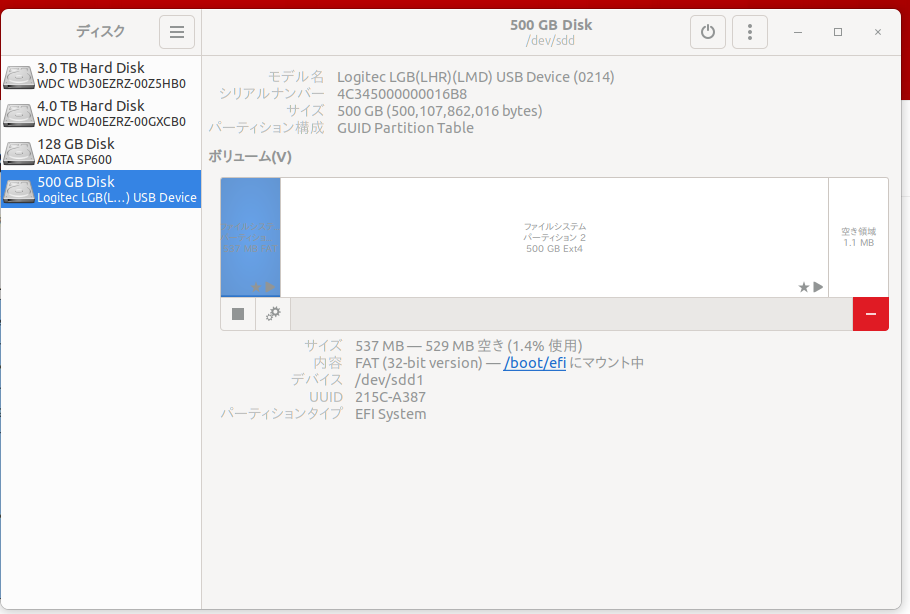 ディスク
500 GB Disk
/dev/sdd
3.0 TB Hard Disk
WDC WD30EZRZ-00Z5HB0
4.0 TB Hard Disk
WDC WD40EZRZ-00GXCB0
128 GB Disk
ADATA SP600
500 GB Disk
Logitec LGB(L…) USB Device
モデル名 Logitec LGB(LHR)(LMD) USB Device (0214)
シリアルナンバー 4C345000000016B8
サイズ 500 GB (500,107,862,016 bytes)
パーティション構成 GUID Partition Table
ボリューム(V)
ファイルシステム
パーティション 2
500 GB Ext4
空き領域
1.1 MB
サイズ 537 MB — 529 MB 空き (1.4% 使用)
内容 FAT (32-bit version) — /boot/efi にマウント中
デバイス /dev/sdd1
UUID 215C-A387
パーティションタイプ EFI System